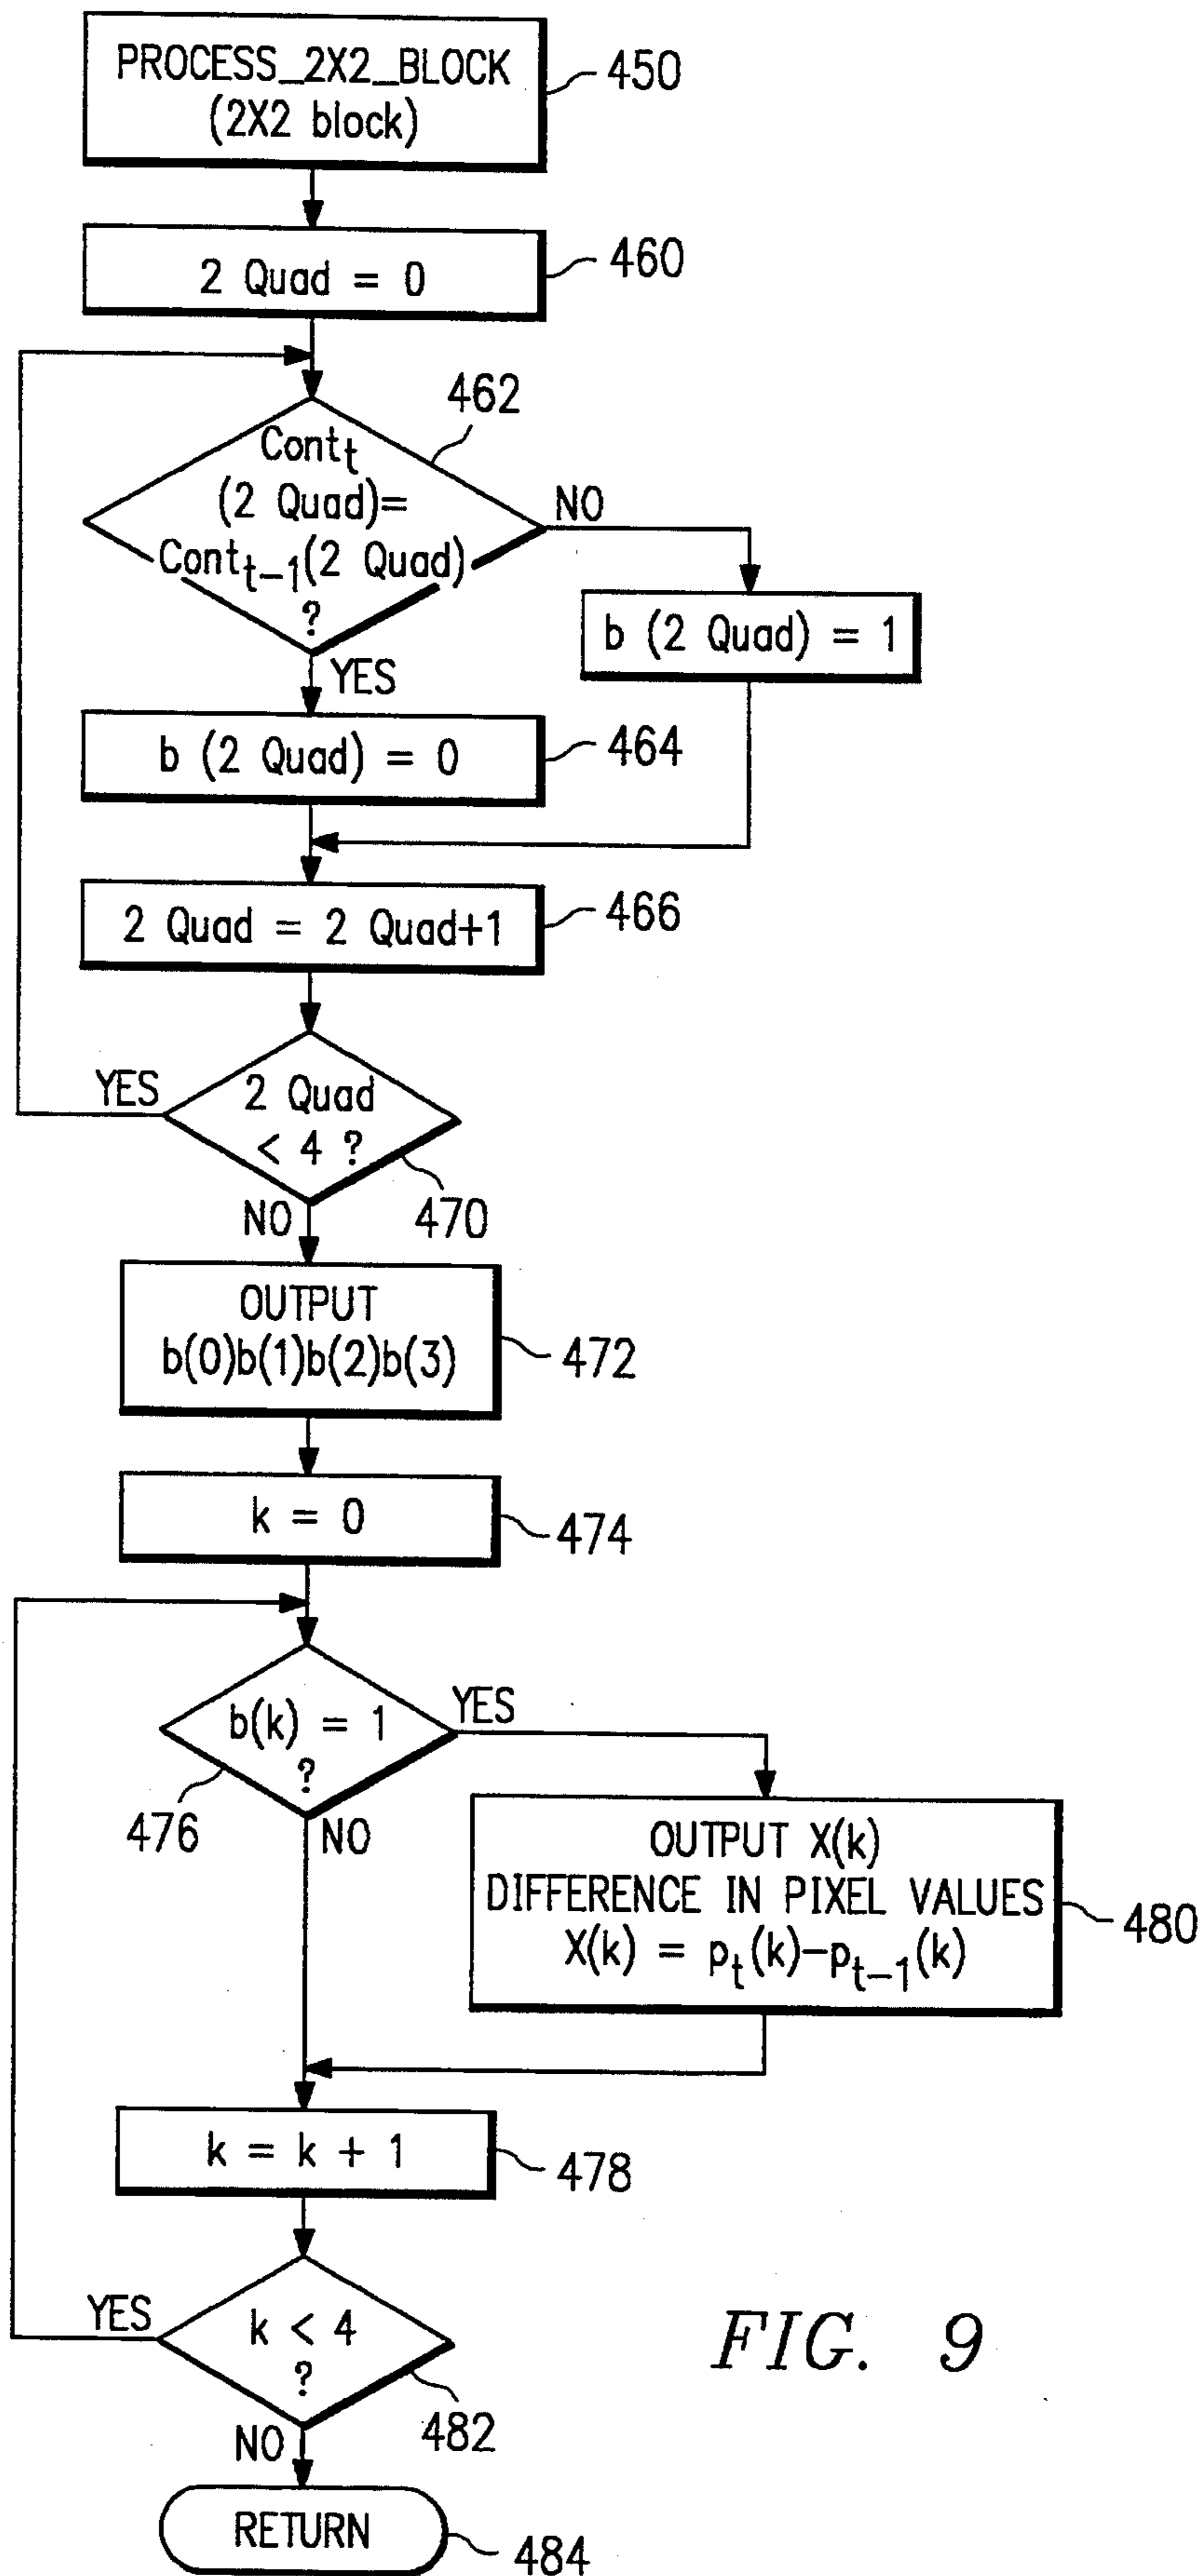 PROCESS_2X2_BLOCK
(2X2 block)
450
2 Quad = 0
460
462
Cont_t
(2 Quad)=
Cont_t-1(2 Quad)
?
NO
YES
b (2 Quad) = 1
b (2 Quad) = 0
464
2 Quad = 2 Quad+1
466
YES
2 Quad
< 4 ?
470
NO
OUTPUT
b(0)b(1)b(2)b(3)
472
k = 0
474
b(k) = 1
?
YES
476
NO
OUTPUT X(k)
DIFFERENCE IN PIXEL VALUES
X(k) = p_t(k)-p_t-1(k)
480
k = k + 1
478
YES
k < 4
?
482
NO
RETURN
484
FIG. 9